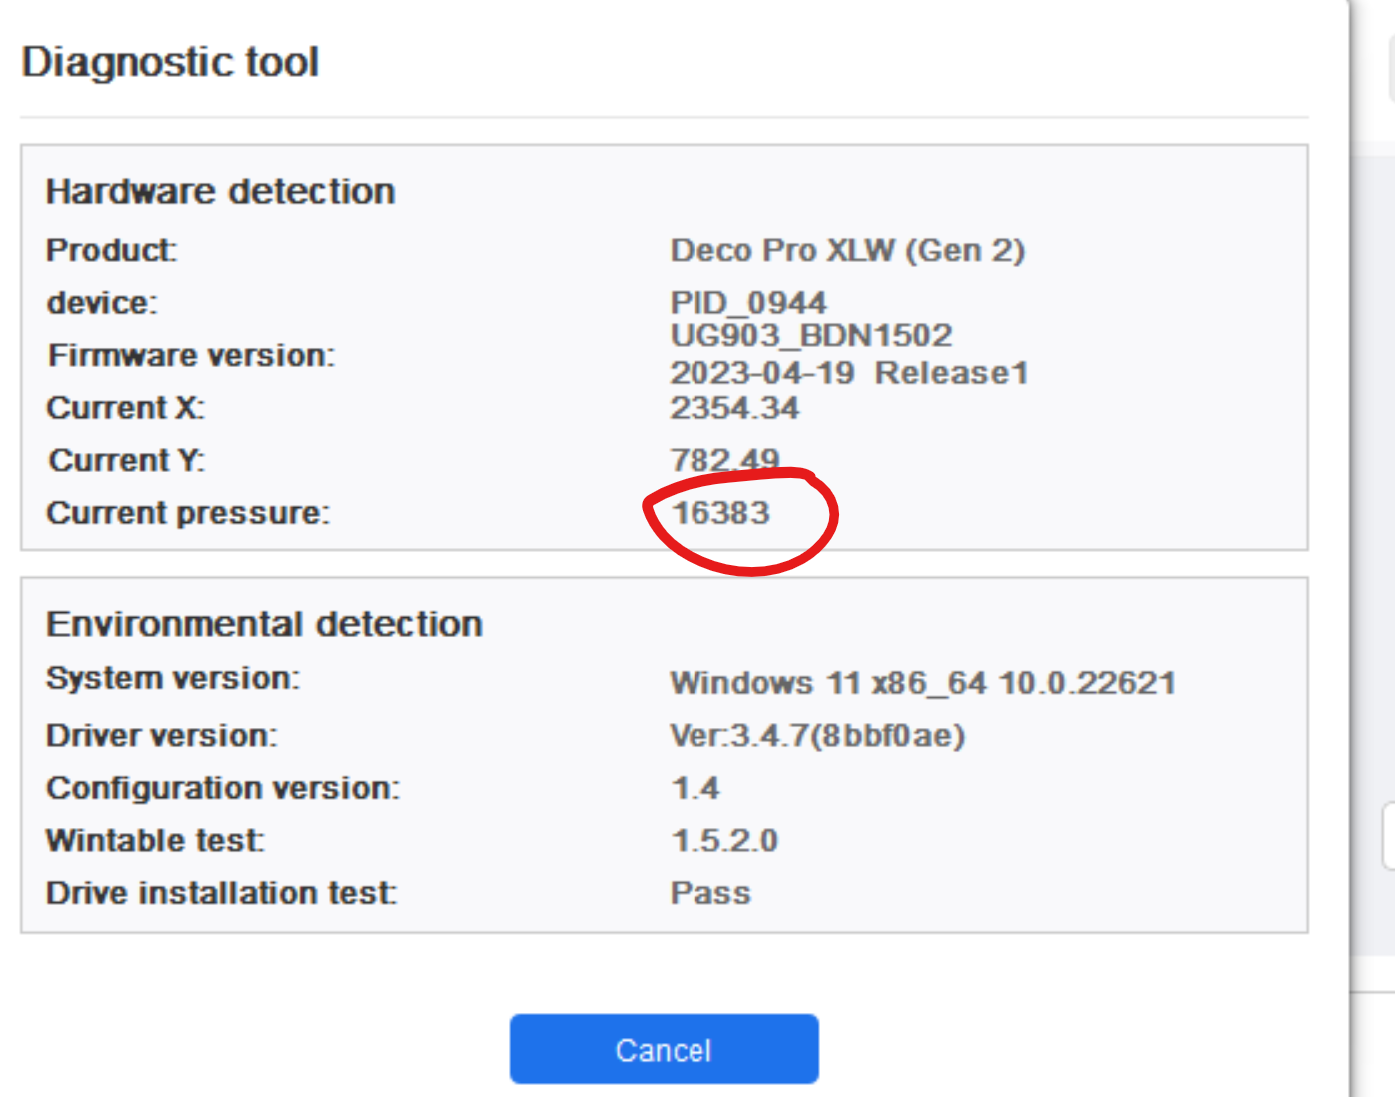 Diagnostic tool
Hardware detection
Product: Deco Pro XLW (Gen 2)
device: PID_0944
Firmware version: UG903_BDN1502
2023-04-19 Release1
Current X: 2354.34
Current Y: 782.49
Current pressure: 16383
Environmental detection
System version: Windows 11 x86_64 10.0.22621
Driver version: Ver:3.4.7(8bbf0ae)
Configuration version: 1.4
Wintable test: 1.5.2.0
Drive installation test: Pass
Cancel